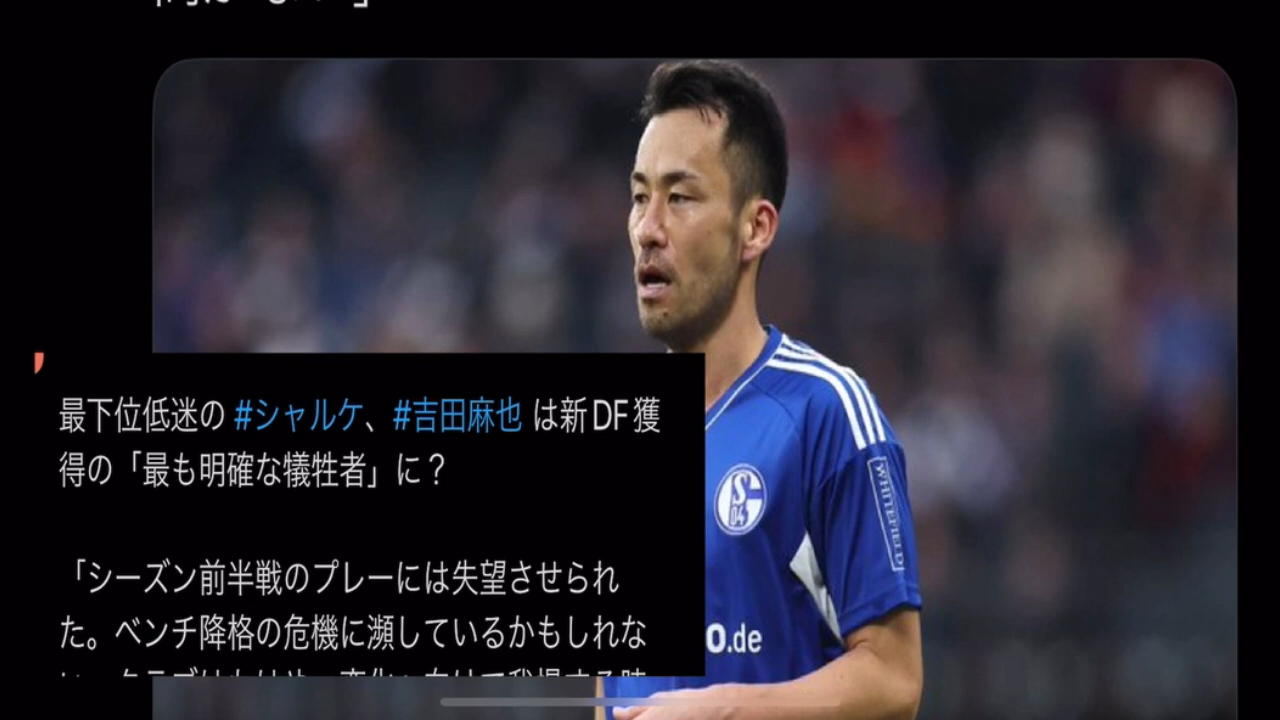 最下位低迷の #シャルケ、#吉田麻也 は新DF獲
得の「最も明確な犠牲者」に？
「シーズン前半戦のプレーには失望させられ
た。ベンチ降格の危機に瀕しているかもしれな
S
04
WHITEFIELD
o.de